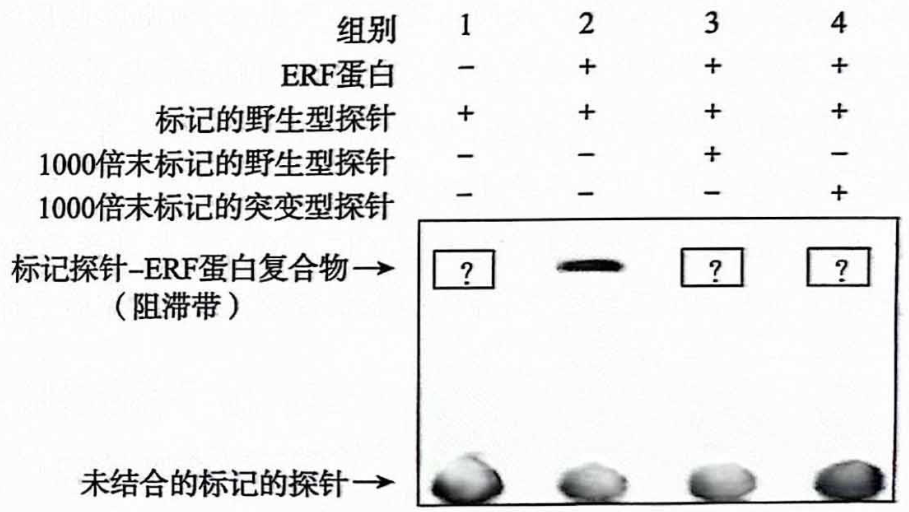 组别 1 2 3 4
ERF蛋白 − + + +
标记的野生型探针 + + + +
1000倍末标记的野生型探针 − − + −
1000倍末标记的突变型探针 − − − +
标记探针–ERF蛋白复合物→ ? ? ?
（阻滞带）
未结合的标记的探针→